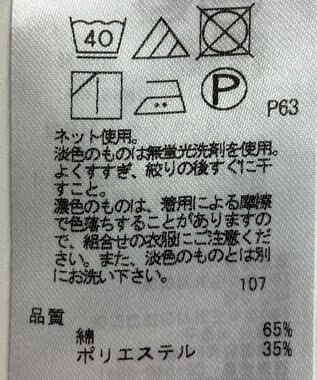 40
P
P63
ネット使用。
淡色のものは無蛍光洗剤を使用。
よくすすぎ、絞りの後すぐに干
すこと。
濃色のものは、着用による摩擦
で色落ちすることがありますの
で、組合せの衣服にご注意くだ
さい。また、淡色のものとは別
にお洗い下さい。
107
品質
綿 65%
ポリエステル 35%